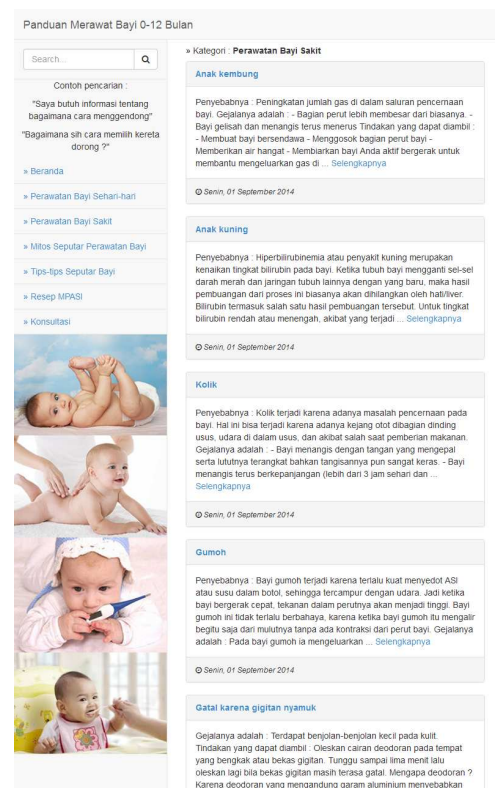 Panduan Merawat Bayi 0-12 Bulan
Search...
Contoh pencarian :
"Saya butuh informasi tentang
bagaimana cara menggendong"
"Bagaimana sih cara memilih kereta
dorong ?"
» Beranda
» Perawatan Bayi Sehari-hari
» Perawatan Bayi Sakit
» Mitos Seputar Perawatan Bayi
» Tips-tips Seputar Bayi
» Resep MPASI
» Konsultasi
» Kategori : Perawatan Bayi Sakit
Anak kembung
Penyebabnya : Peningkatan jumlah gas di dalam saluran pencernaan
bayi. Gejalanya adalah : - Bagian perut lebih membesar dari biasanya. -
Bayi gelisah dan menangis terus menerus Tindakan yang dapat diambil :
- Membuat bayi bersendawa - Menggosok bagian perut bayi -
Memberikan air hangat - Membiarkan bayi Anda aktif bergerak untuk
membantu mengeluarkan gas di ... Selengkapnya
Senin, 01 September 2014
Anak kuning
Penyebabnya : Hiperbilirubinemia atau penyakit kuning merupakan
kenaikan tingkat bilirubin pada bayi. Ketika tubuh bayi mengganti sel-sel
darah merah dan jaringan tubuh lainnya dengan yang baru, maka hasil
pembuangan dari proses ini biasanya akan dihilangkan oleh hati/liver.
Bilirubin termasuk salah satu hasil pembuangan tersebut. Untuk tingkat
bilirubin rendah atau menengah, akibat yang terjadi ... Selengkapnya
Senin, 01 September 2014
Kolik
Penyebabnya : Kolik terjadi karena adanya masalah pencernaan pada
bayi. Hal ini bisa terjadi karena adanya kejang otot dibagian dinding
usus, udara di dalam usus, dan akibat salah saat pemberian makanan.
Gejalanya adalah : - Bayi menangis dengan tangan yang mengepal
serta lututnya terangkat bahkan tangisannya pun sangat keras. - Bayi
menangis terus berkepanjangan (lebih dari 3 jam sehari dan ...
Selengkapnya
Senin, 01 September 2014
Gumoh
Penyebabnya : Bayi gumoh terjadi karena terlalu kuat menyedot ASI
atau susu dalam botol, sehingga tercampur dengan udara. Jadi ketika
bayi bergerak cepat, tekanan dalam perutnya akan menjadi tinggi. Bayi
gumoh ini tidak terlalu berbahaya, karena ketika bayi gumoh itu mengalir
begitu saja dari mulutnya tanpa ada kontraksi dari perut bayi. Gejalanya
adalah : Pada bayi gumoh ia mengeluarkan ... Selengkapnya
Senin, 01 September 2014
Gatal karena gigitan nyamuk
Gejalanya adalah : Terdapat benjolan-benjolan kecil pada kulit.
Tindakan yang dapat diambil : Oleskan cairan deodoran pada tempat
yang bengkak atau bekas gigitan. Tunggu sampai lima menit lalu
oleskan lagi bila bekas gigitan masih terasa gatal. Mengapa deodoran ?
Karena deodoran yang mengandung garam aluminium menyebabkan